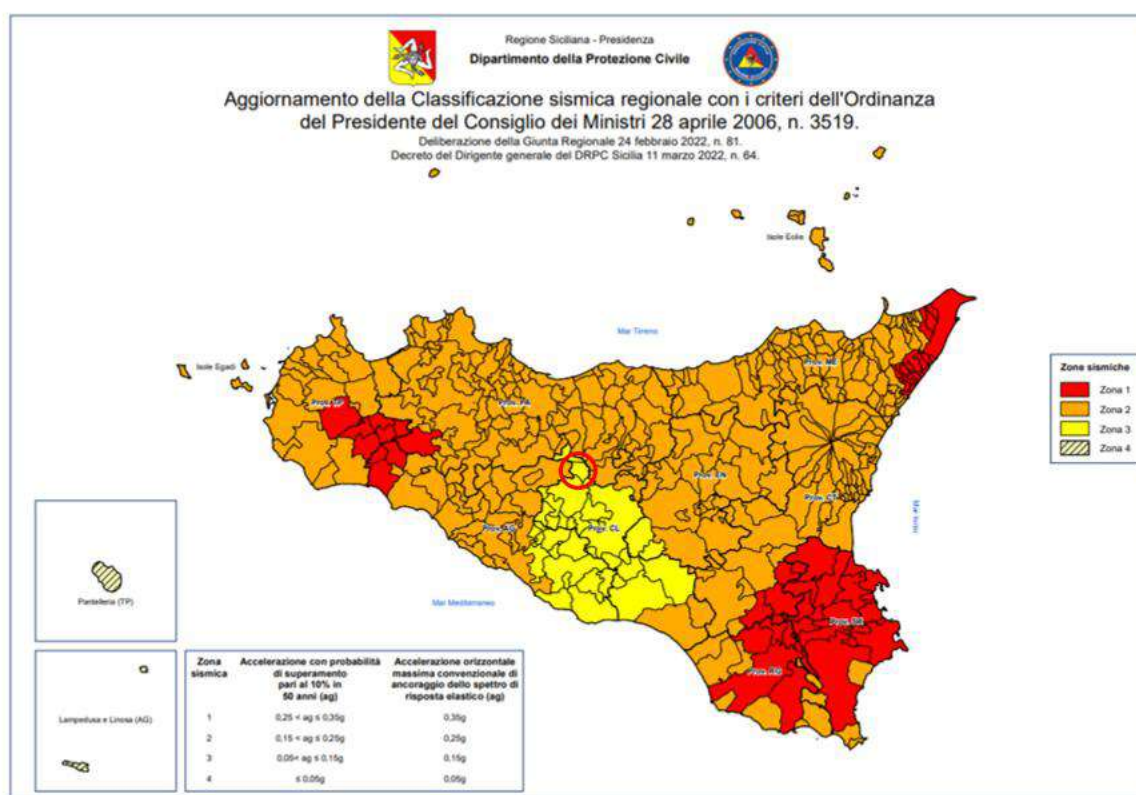 Regione Siciliana - Presidenza
Dipartimento della Protezione Civile
Aggiornamento della Classificazione sismica regionale con i criteri dell'Ordinanza
del Presidente del Consiglio dei Ministri 28 aprile 2006, n. 3519.
Deliberazione della Giunta Regionale 24 febbraio 2022, n. 81.
Decreto del Dirigente generale del DRPC Sicilia 11 marzo 2022, n. 64.
Isole Eolie
Mar Tirreno
Isole Egadi
Prov. ME
Prov. TP
Prov. PA
Prov. EN
Prov. CT
Prov. AG
Prov. CL
Mar Ionio
Mar Mediterraneo
Prov. SR
Prov. RG
Zone sismiche
Zona 1
Zona 2
Zona 3
Zona 4
Pantelleria (TP)
Lampedusa e Linosa (AG)
Zona sismica
Accelerazione con probabilità di superamento pari al 10% in 50 anni (ag)
Accelerazione orizzontale massima convenzionale di ancoraggio dello spettro di risposta elastico (ag)
1 0,25 < ag ≤ 0,35g 0,35g
2 0,15 < ag ≤ 0,25g 0,25g
3 0,05< ag ≤ 0,15g 0,15g
4 ≤ 0,05g 0,05g